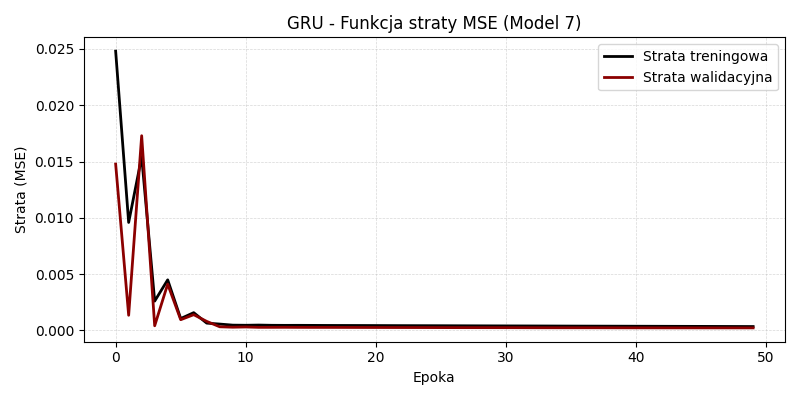 GRU - Funkcja straty MSE (Model 7)
Strata treningowa
Strata walidacyjna
Strata (MSE)
0.025
0.020
0.015
0.010
0.005
0.000
0 10 20 30 40 50
Epoka